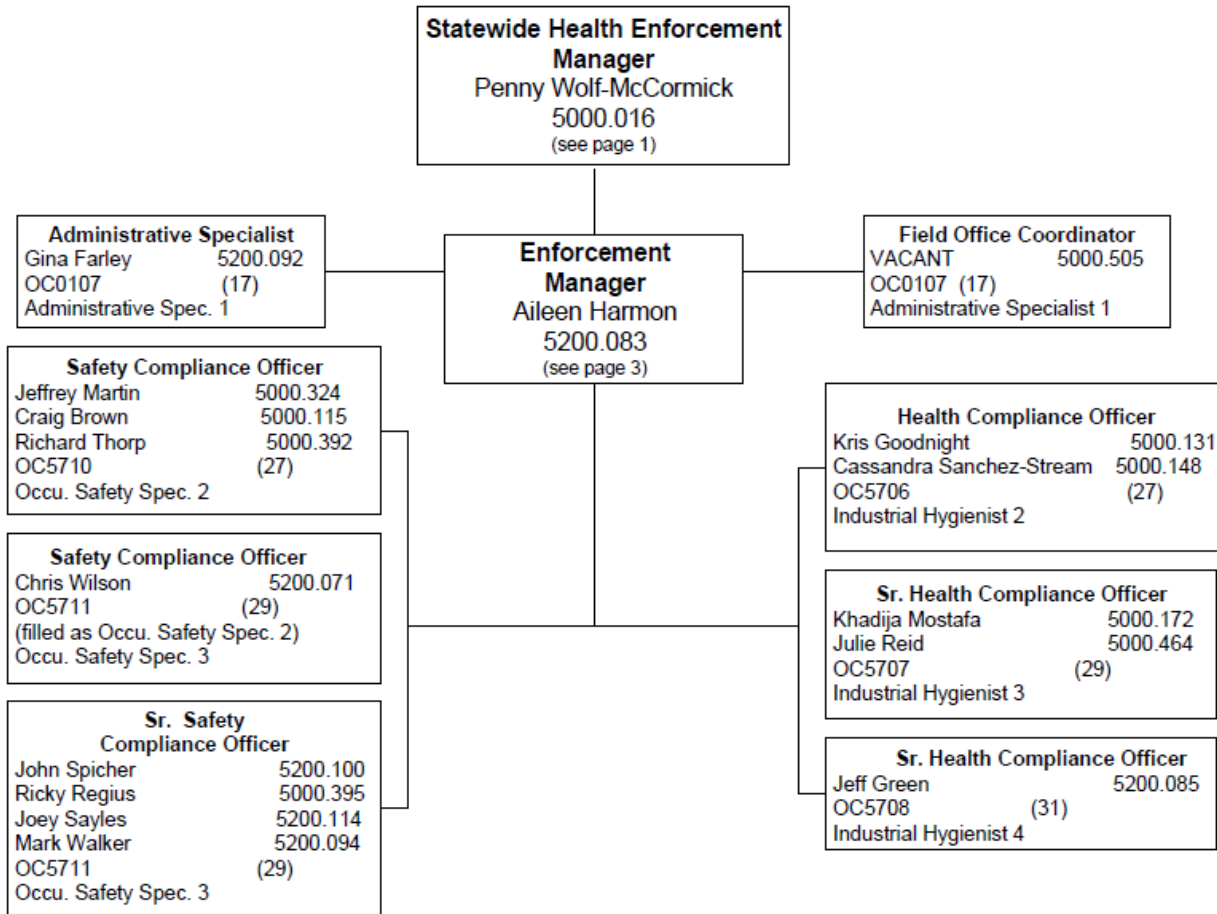 Statewide Health Enforcement
Manager
Penny Wolf-McCormick
5000.016
(see page 1)
Administrative Specialist
Gina Farley 5200.092
OC0107 (17)
Administrative Spec. 1
Enforcement
Manager
Aileen Harmon
5200.083
(see page 3)
Field Office Coordinator
VACANT 5000.505
OC0107 (17)
Administrative Specialist 1
Safety Compliance Officer
Jeffrey Martin 5000.324
Craig Brown 5000.115
Richard Thorp 5000.392
OC5710 (27)
Occu. Safety Spec. 2
Safety Compliance Officer
Chris Wilson 5200.071
OC5711 (29)
(filled as Occu. Safety Spec. 2)
Occu. Safety Spec. 3
Sr. Safety
Compliance Officer
John Spicher 5200.100
Ricky Regius 5000.395
Joey Sayles 5200.114
Mark Walker 5200.094
OC5711 (29)
Occu. Safety Spec. 3
Health Compliance Officer
Kris Goodnight 5000.131
Cassandra Sanchez-Stream 5000.148
OC5706 (27)
Industrial Hygienist 2
Sr. Health Compliance Officer
Khadija Mostafa 5000.172
Julie Reid 5000.464
OC5707 (29)
Industrial Hygienist 3
Sr. Health Compliance Officer
Jeff Green 5200.085
OC5708 (31)
Industrial Hygienist 4